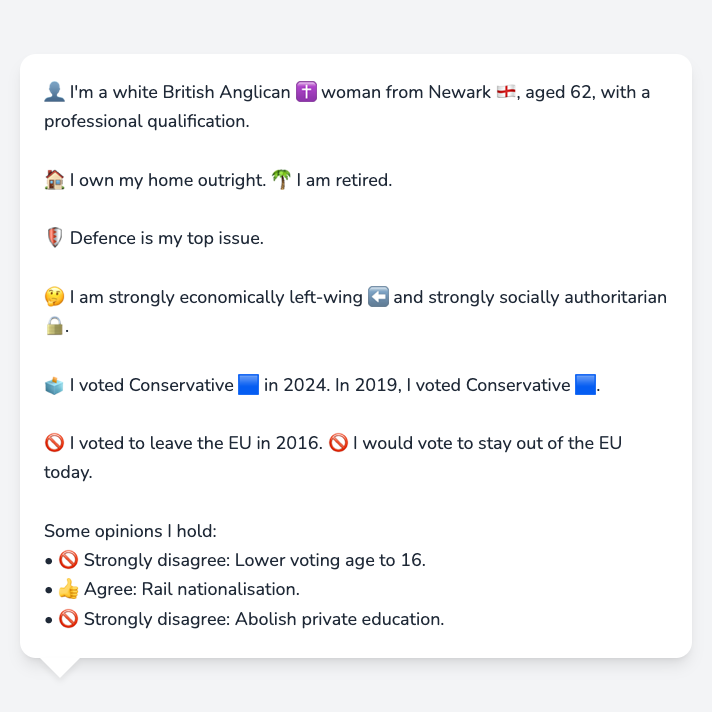 👤 I'm a white British Anglican ✝️ woman from Newark 🏴󠁧󠁢󠁥󠁮󠁧󠁿, aged 62, with a
professional qualification.
🏠 I own my home outright. 🌴 I am retired.
🛡️ Defence is my top issue.
🤔 I am strongly economically left-wing ⬅️ and strongly socially authoritarian
🔒.
🗳️ I voted Conservative 🟦 in 2024. In 2019, I voted Conservative 🟦.
🚫 I voted to leave the EU in 2016. 🚫 I would vote to stay out of the EU
today.
Some opinions I hold:
• 🚫 Strongly disagree: Lower voting age to 16.
• 👍 Agree: Rail nationalisation.
• 🚫 Strongly disagree: Abolish private education.